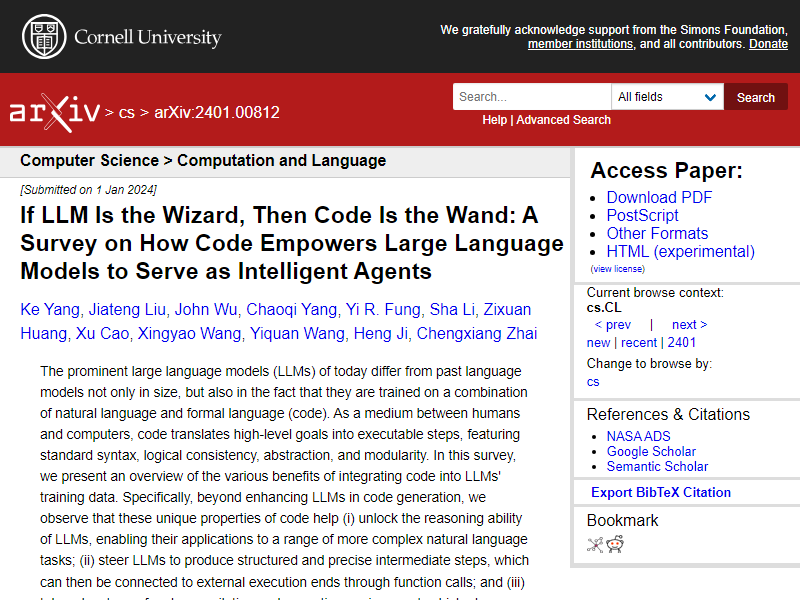 Cornell University
We gratefully acknowledge support from the Simons Foundation,
member institutions, and all contributors. Donate
arXiv > cs > arXiv:2401.00812
Search...
All fields
Search
Help | Advanced Search
Computer Science > Computation and Language
[Submitted on 1 Jan 2024]
If LLM Is the Wizard, Then Code Is the Wand: A
Survey on How Code Empowers Large Language
Models to Serve as Intelligent Agents
Ke Yang, Jiateng Liu, John Wu, Chaoqi Yang, Yi R. Fung, Sha Li, Zixuan
Huang, Xu Cao, Xingyao Wang, Yiquan Wang, Heng Ji, Chengxiang Zhai
The prominent large language models (LLMs) of today differ from past language
models not only in size, but also in the fact that they are trained on a combination
of natural language and formal language (code). As a medium between humans
and computers, code translates high-level goals into executable steps, featuring
standard syntax, logical consistency, abstraction, and modularity. In this survey,
we present an overview of the various benefits of integrating code into LLMs'
training data. Specifically, beyond enhancing LLMs in code generation, we
observe that these unique properties of code help (i) unlock the reasoning ability
of LLMs, enabling their applications to a range of more complex natural language
tasks; (ii) steer LLMs to produce structured and precise intermediate steps, which
can then be connected to external execution ends through function calls; and (iii)
Access Paper:
Download PDF
PostScript
Other Formats
HTML (experimental)
(view license)
Current browse context:
cs.CL
< prev | next >
new | recent | 2401
Change to browse by:
cs
References & Citations
NASA ADS
Google Scholar
Semantic Scholar
Export BibTeX Citation
Bookmark